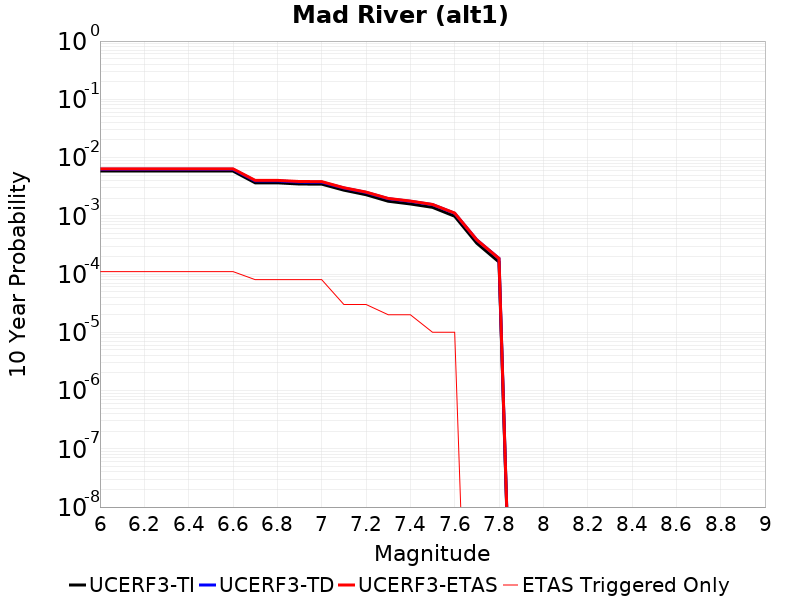 Mad River (alt1)
10^0
10^-1
10^-2
10^-3
10^-4
10^-5
10^-6
10^-7
10^-8
10 Year Probability
6 6.2 6.4 6.6 6.8 7 7.2 7.4 7.6 7.8 8 8.2 8.4 8.6 8.8 9
Magnitude
UCERF3-TI UCERF3-TD UCERF3-ETAS ETAS Triggered Only